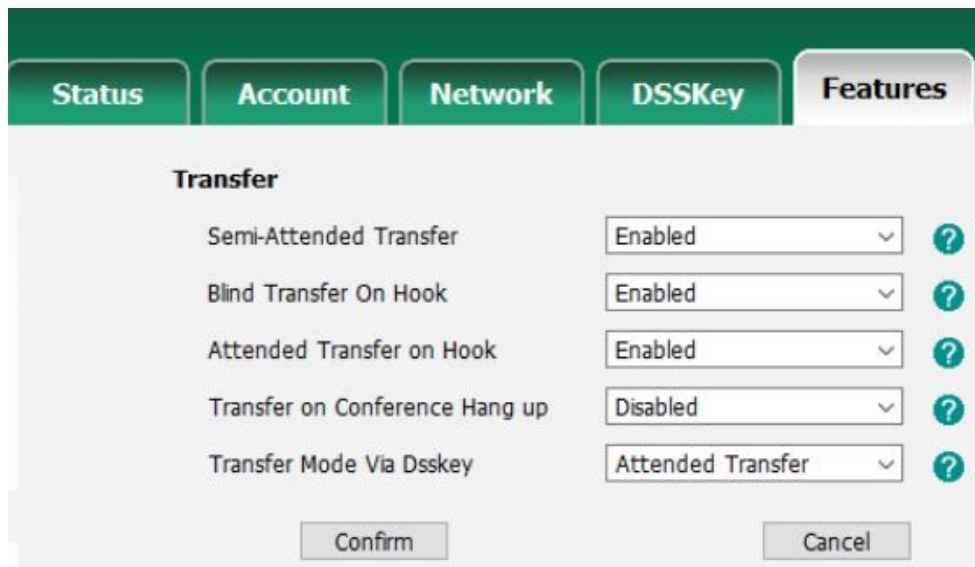 Status Account Network DSSKey Features
Transfer
Semi-Attended Transfer Enabled ?
Blind Transfer On Hook Enabled ?
Attended Transfer on Hook Enabled ?
Transfer on Conference Hang up Disabled ?
Transfer Mode Via Dsskey Attended Transfer ?
Confirm Cancel